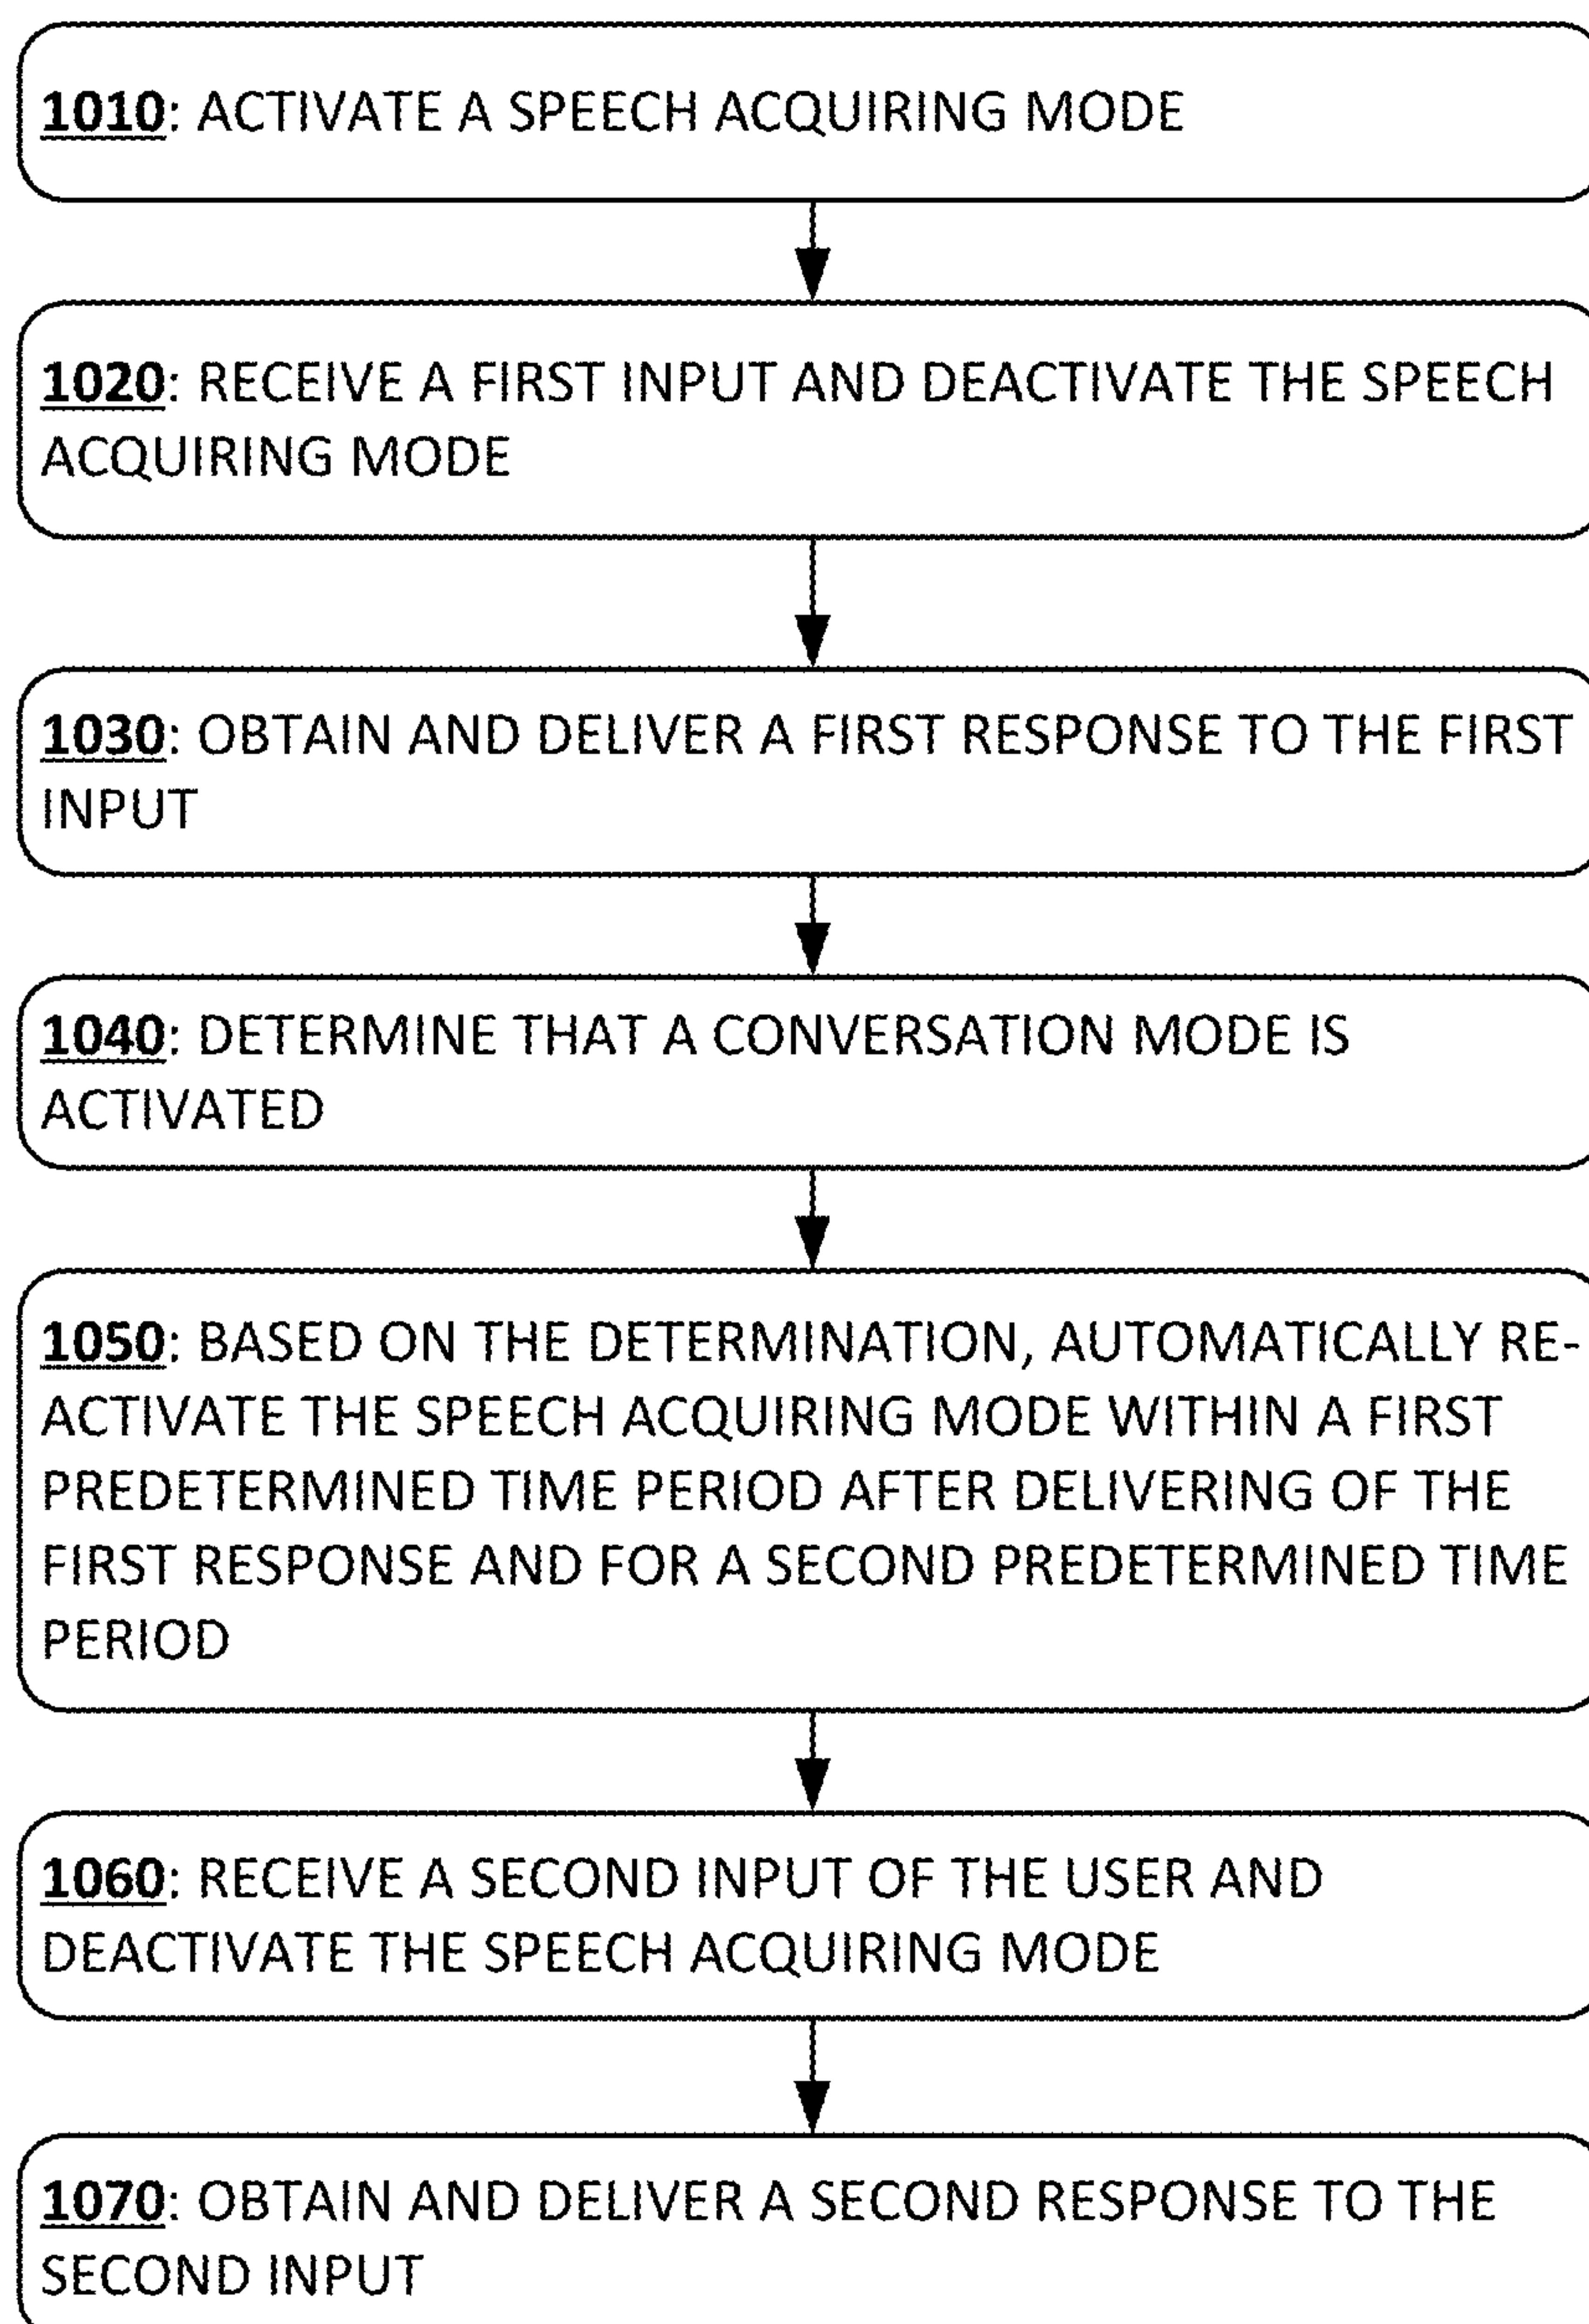 1010: ACTIVATE A SPEECH ACQUIRING MODE
1020: RECEIVE A FIRST INPUT AND DEACTIVATE THE SPEECH
ACQUIRING MODE
1030: OBTAIN AND DELIVER A FIRST RESPONSE TO THE FIRST
INPUT
1040: DETERMINE THAT A CONVERSATION MODE IS
ACTIVATED
1050: BASED ON THE DETERMINATION, AUTOMATICALLY RE-
ACTIVATE THE SPEECH ACQUIRING MODE WITHIN A FIRST
PREDETERMINED TIME PERIOD AFTER DELIVERING OF THE
FIRST RESPONSE AND FOR A SECOND PREDETERMINED TIME
PERIOD
1060: RECEIVE A SECOND INPUT OF THE USER AND
DEACTIVATE THE SPEECH ACQUIRING MODE
1070: OBTAIN AND DELIVER A SECOND RESPONSE TO THE
SECOND INPUT